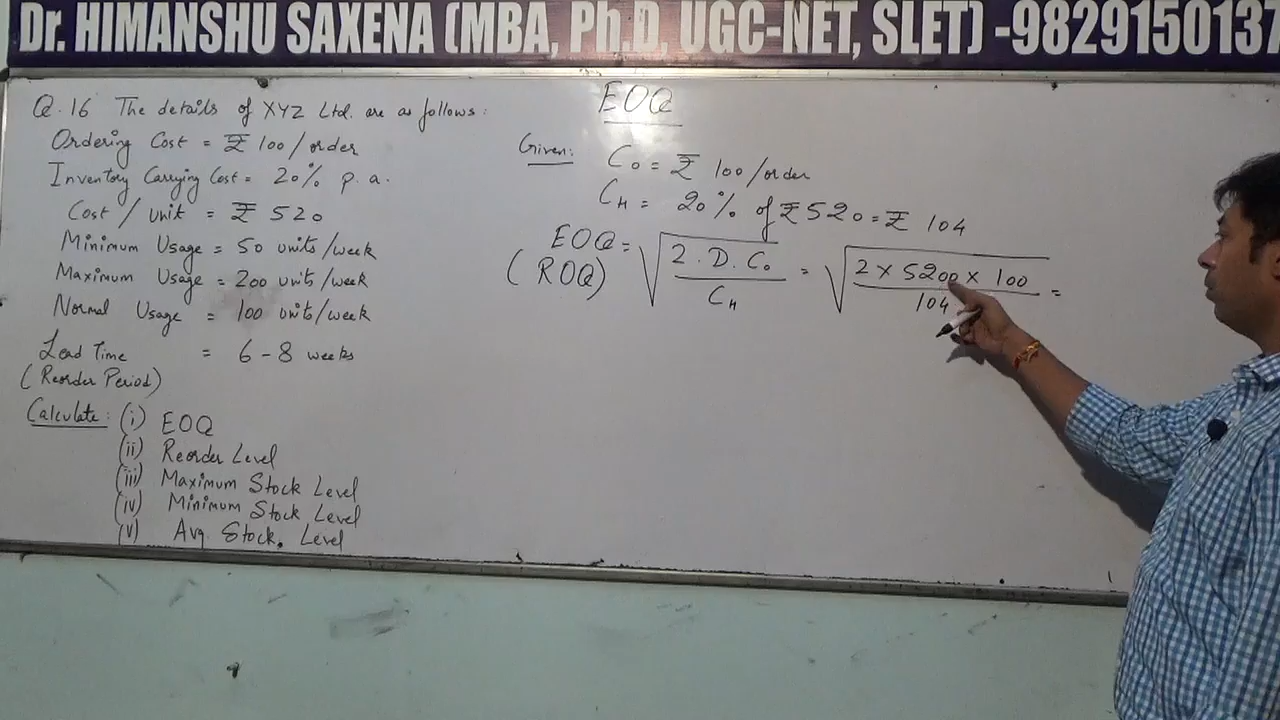 Dr. HIMANSHU SAXENA (MBA, Ph.D, UGC-NET, SLET) -9829150137
Q.16 The details of XYZ Ltd. are as follows:
Ordering Cost = ₹ 100/order
Inventory Carrying Cost = 20% p.a.
Cost/unit = ₹ 520
Minimum Usage = 50 units/week
Maximum Usage = 200 units/week
Normal Usage = 100 units/week
Lead Time = 6 - 8 weeks
(Reorder Period)
Calculate: (i) EOQ
(ii) Reorder Level
(iii) Maximum Stock Level
(iv) Minimum Stock Level
(v) Avg. Stock. Level
EOQ
Given: C₀ = ₹ 100/order
C_H = 20% of ₹ 520 = ₹ 104
EOQ = √(2.D.C₀ / C_H) = √(2 × 5200 × 100 / 104) =
(ROQ)